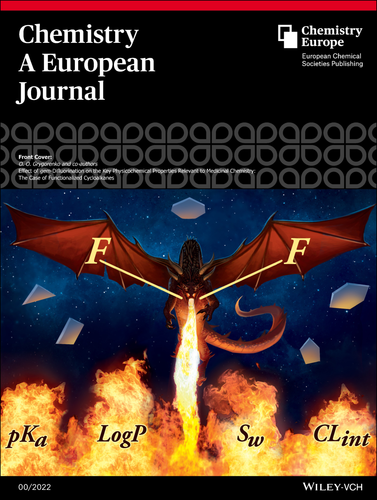 Chemistry
A European
Journal
Chemistry
Europe
European Chemical
Societies Publishing
Front Cover:
O. O. Grygorenko and co-authors
Effect of gem-Difluorination on the Key Physicochemical Properties Relevant to Medicinal Chemistry:
The Case of Functionalized Cycloalkanes
F F
pKa LogP Sw CLint
00/2022 WILEY-VCH